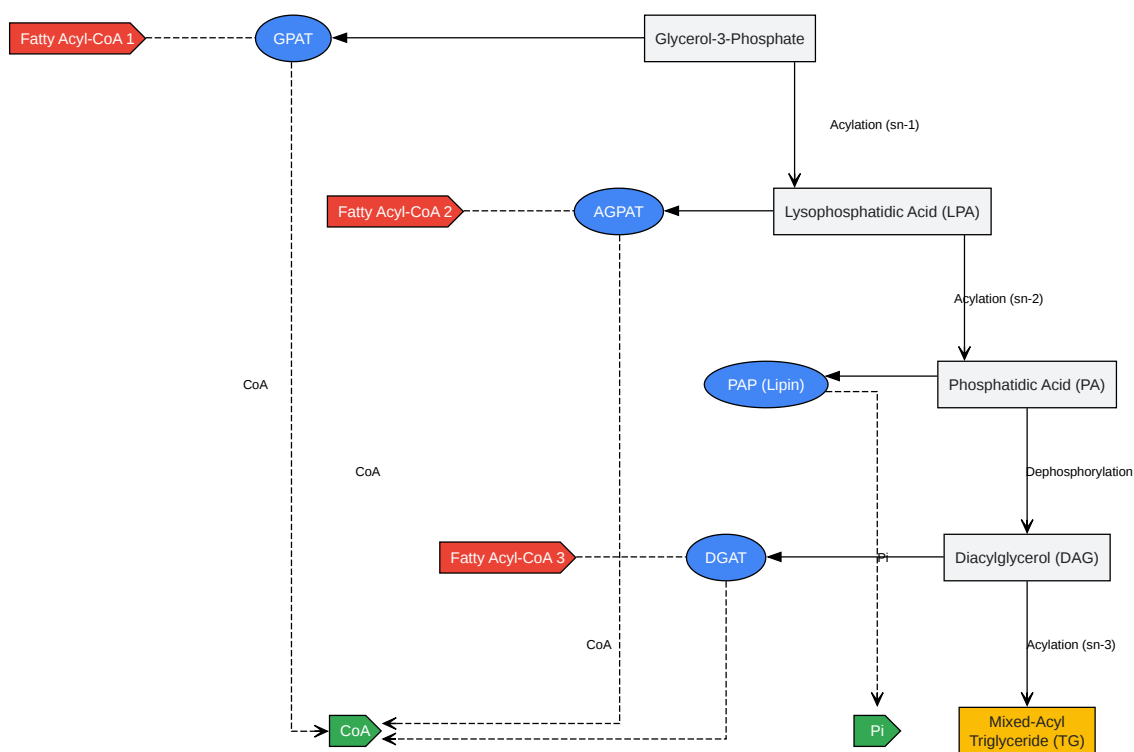 Fatty Acyl-CoA 1
GPAT
Glycerol-3-Phosphate
Acylation (sn-1)
Fatty Acyl-CoA 2
AGPAT
Lysophosphatidic Acid (LPA)
Acylation (sn-2)
CoA
PAP (Lipin)
Phosphatidic Acid (PA)
CoA
Dephosphorylation
Fatty Acyl-CoA 3
DGAT
Pi
Diacylglycerol (DAG)
CoA
Acylation (sn-3)
CoA
Pi
Mixed-Acyl
Triglyceride (TG)